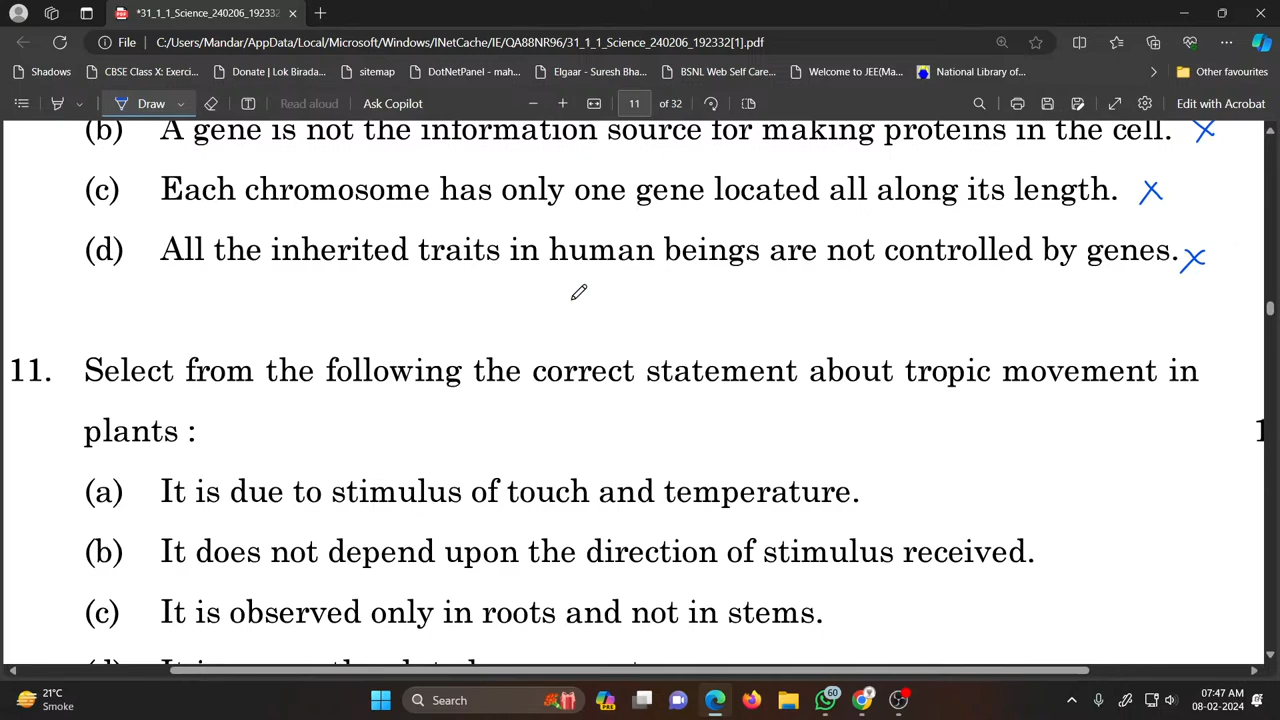 *31_1_1_Science_240206_192332
File C:/Users/Mandar/AppData/Local/Microsoft/Windows/INetCache/IE/QA88NR96/31_1_1_Science_240206_192332[1].pdf
Shadows CBSE Class X: Exerci... Donate | Lok Birada... sitemap DotNetPanel - mah... Elgaar - Suresh Bha... BSNL Web Self Care... Welcome to JEE(Ma... National Library of... Other favourites
Draw Read aloud Ask Copilot 11 of 32 Edit with Acrobat
(b) A gene is not the information source for making proteins in the cell. X
(c) Each chromosome has only one gene located all along its length. X
(d) All the inherited traits in human beings are not controlled by genes. X
11. Select from the following the correct statement about tropic movement in
plants : 1
(a) It is due to stimulus of touch and temperature.
(b) It does not depend upon the direction of stimulus received.
(c) It is observed only in roots and not in stems.
21°C
Smoke
Search
PRE
60
07:47 AM
08-02-2024